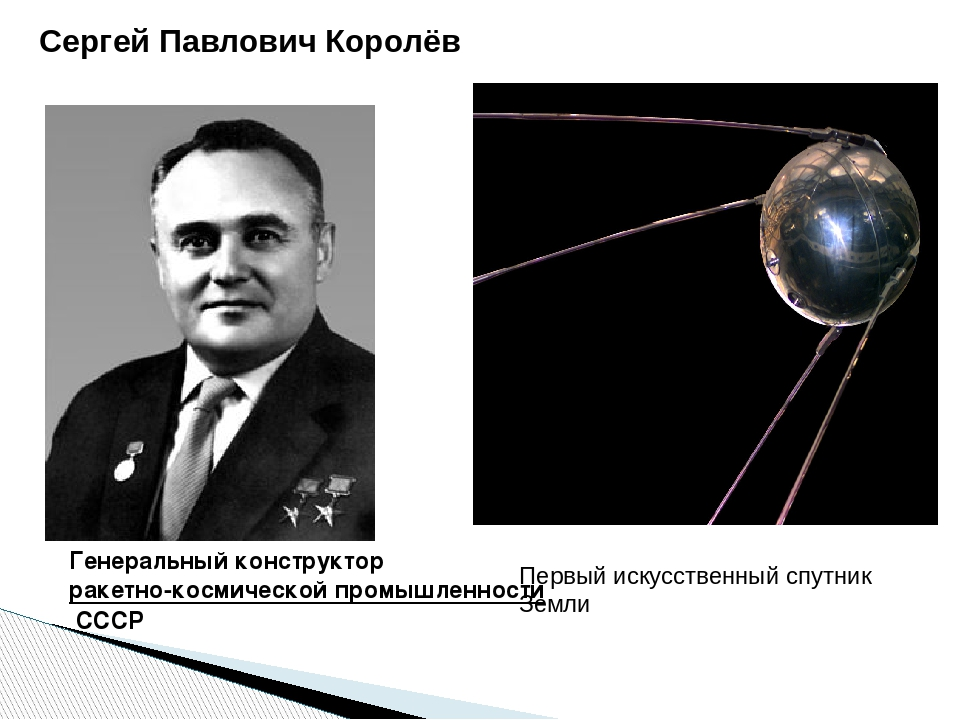 Сергей Павлович Королёв
Генеральный конструктор
ракетно-космической промышленности
СССР
Первый искусственный спутник
Земли